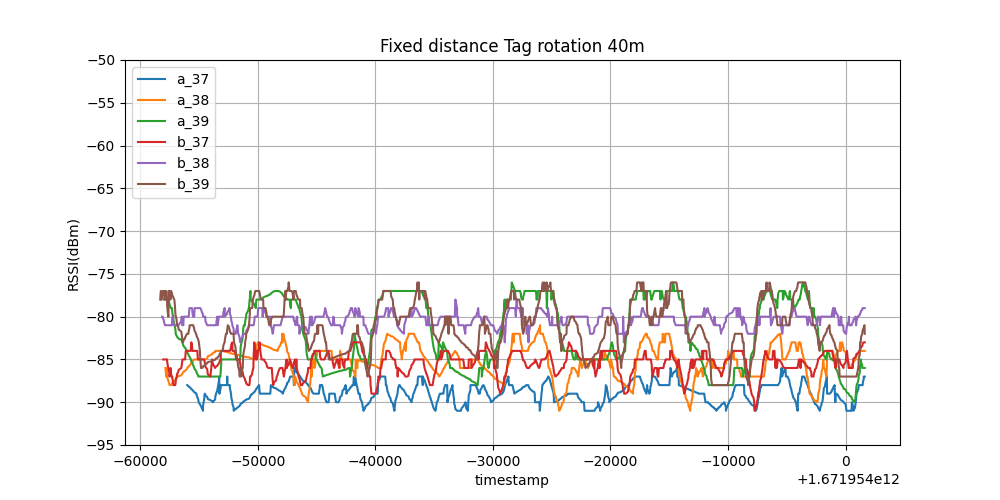 Fixed distance Tag rotation 40m
−50
−55
−60
−65
−70
−75
−80
−85
−90
−95
RSSI(dBm)
a_37
a_38
a_39
b_37
b_38
b_39
−60000 −50000 −40000 −30000 −20000 −10000 0
timestamp
+1.671954e12